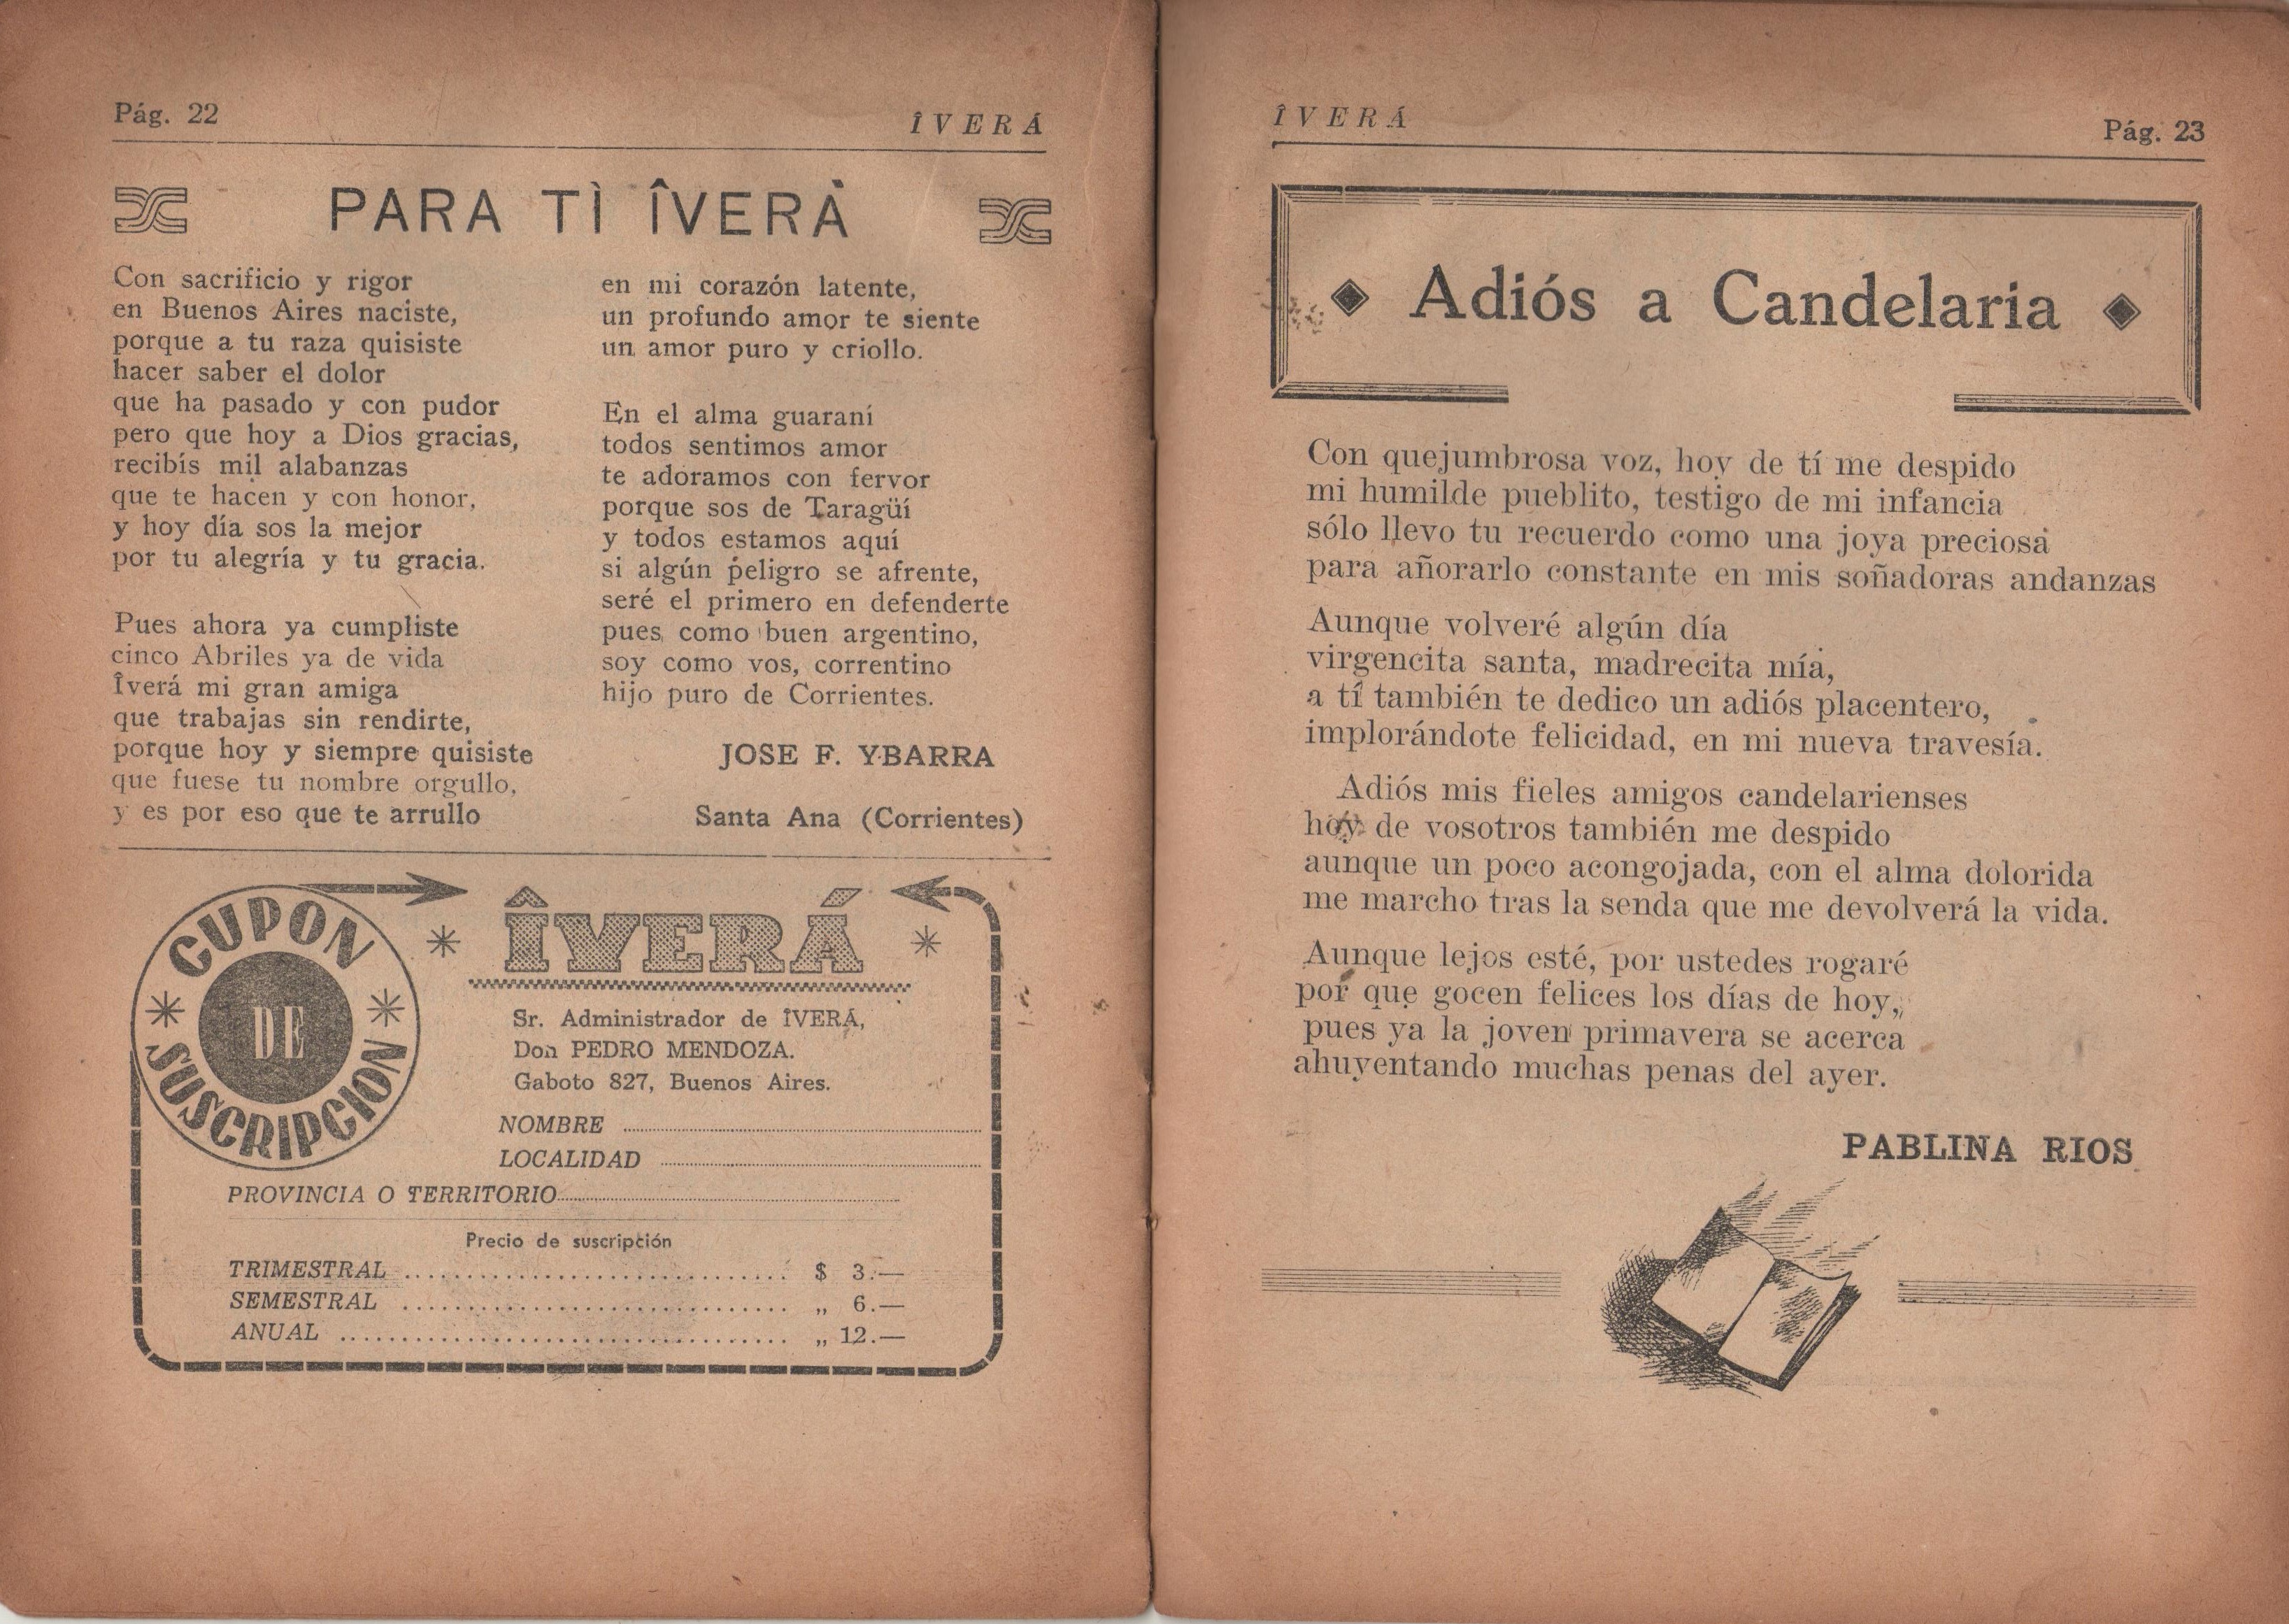 Pág. 22
ÎVERÁ
PARA TÌ ÎVERÀ
Con sacrificio y rigor
en Buenos Aires naciste,
porque a tu raza quisiste
hacer saber el dolor
que ha pasado y con pudor
pero que hoy a Dios gracias,
recibís mil alabanzas
que te hacen y con honor,
y hoy día sos la mejor
por tu alegría y tu gracia.
Pues ahora ya cumpliste
cinco Abriles ya de vida
Îverá mi gran amiga
que trabajas sin rendirte,
porque hoy y siempre quisiste
que fuese tu nombre orgullo,
y es por eso que te arrullo
en mi corazón latente,
un profundo amor te siente
un amor puro y criollo.
En el alma guaraní
todos sentimos amor
te adoramos con fervor
porque sos de Taragüí
y todos estamos aquí
si algún peligro se afrente,
seré el primero en defenderte
pues como buen argentino,
soy como vos, correntino
hijo puro de Corrientes.
JOSE F. YBARRA
Santa Ana (Corrientes)
CUPON
DE
SUSCRIPCION
ÎVERÁ
Sr. Administrador de ÎVERÁ,
Don PEDRO MENDOZA.
Gaboto 827, Buenos Aires.
NOMBRE
LOCALIDAD
PROVINCIA O TERRITORIO
Precio de suscripción
TRIMESTRAL ................................ $ 3.—
SEMESTRAL ................................ „ 6.—
ANUAL ..................................... „ 12.—
ÎVERÁ
Pág. 23
Adiós a Candelaria
Con quejumbrosa voz, hoy de tí me despido
mi humilde pueblito, testigo de mi infancia
sólo llevo tu recuerdo como una joya preciosa
para añorarlo constante en mis soñadoras andanzas
Aunque volveré algún día
virgencita santa, madrecita mía,
a tí también te dedico un adiós placentero,
implorándote felicidad, en mi nueva travesía.
Adiós mis fieles amigos candelarienses
hoy de vosotros también me despido
aunque un poco acongojada, con el alma dolorida
me marcho tras la senda que me devolverá la vida.
Aunque lejos esté, por ustedes rogaré
por que gocen felices los días de hoy,
pues ya la joven primavera se acerca
ahuyentando muchas penas del ayer.
PABLINA RIOS